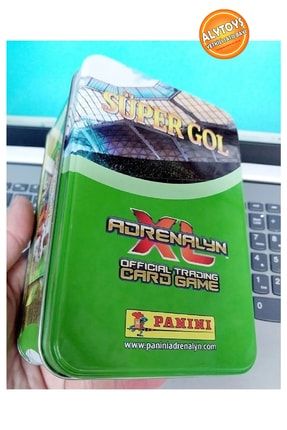 ALYTOYS
SÜPER GOL
ADRENALYN
XL
OFFICIAL TRADING
CARD GAME
PANINI
www.paniniadrenalyn.com